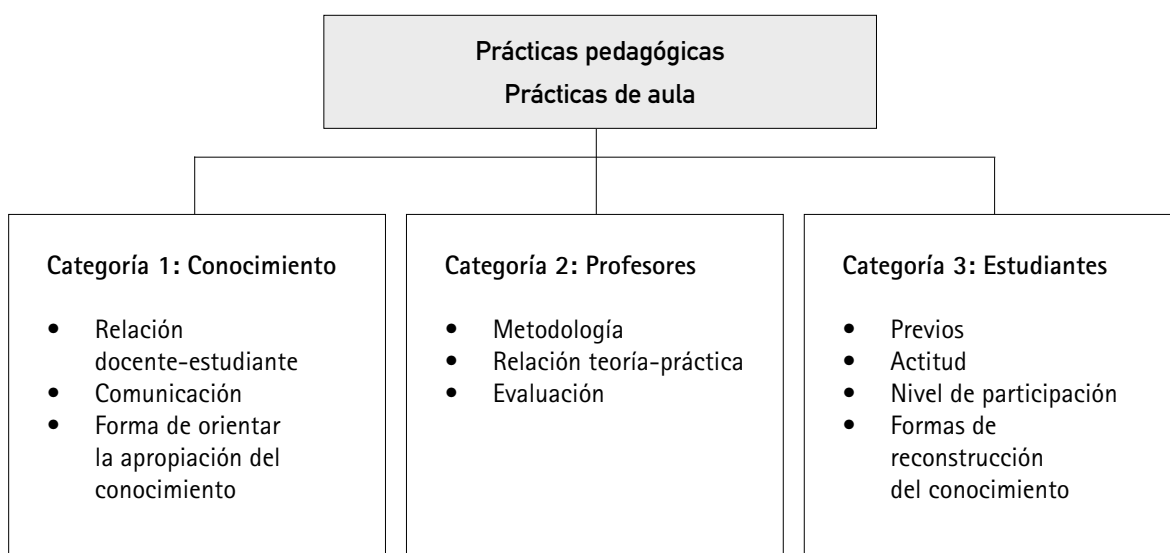 Prácticas pedagógicas
Prácticas de aula
Categoría 1: Conocimiento
• Relación
docente-estudiante
• Comunicación
• Forma de orientar
la apropiación del
conocimiento
Categoría 2: Profesores
• Metodología
• Relación teoría-práctica
• Evaluación
Categoría 3: Estudiantes
• Previos
• Actitud
• Nivel de participación
• Formas de
reconstrucción
del conocimiento